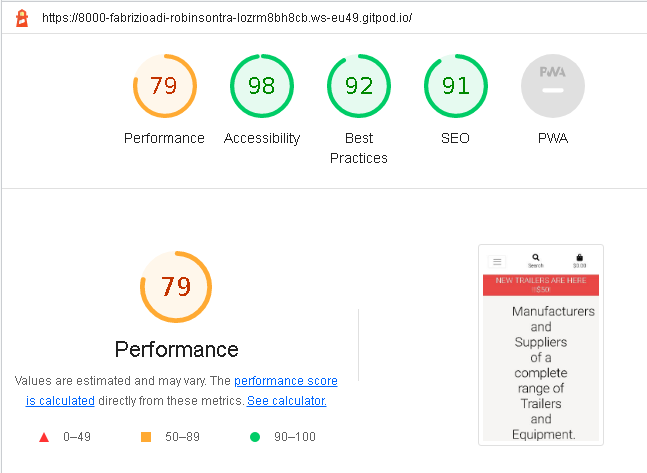 https://8000-fabrizioadi-robinsontra-lozrm8bh8cb.ws-eu49.gitpod.io/
79 98 92 91 PWA
Performance Accessibility Best Practices SEO PWA
79
Performance
Values are estimated and may vary. The performance score
is calculated directly from these metrics. See calculator.
0–49 50–89 90–100
Search $0.00
NEW TRAILERS ARE HERE
Manufacturers
and
Suppliers
of a
complete
range of
Trailers
and
Equipment.